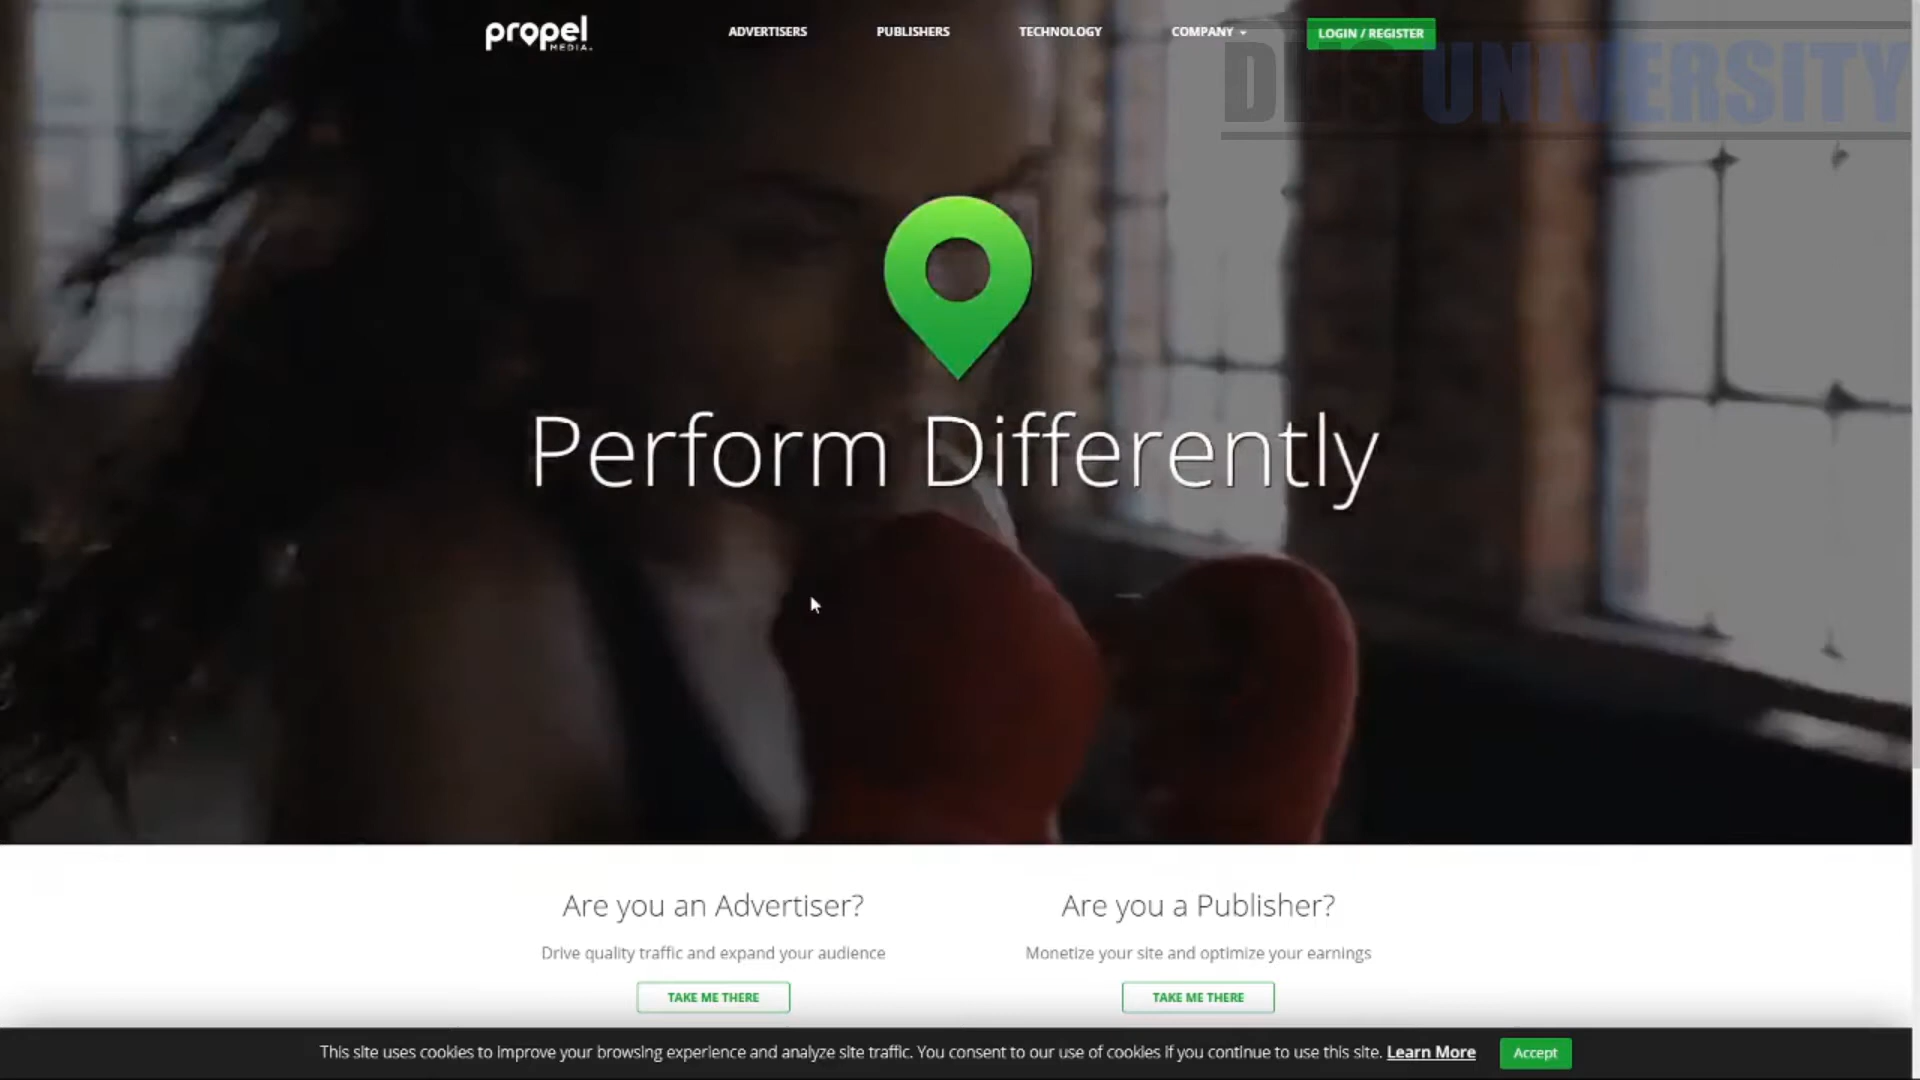 propel
MEDIA
ADVERTISERS
PUBLISHERS
TECHNOLOGY
COMPANY
LOGIN / REGISTER
UNIVERSITY
Perform Differently
Are you an Advertiser?
Drive quality traffic and expand your audience
TAKE ME THERE
Are you a Publisher?
Monetize your site and optimize your earnings
TAKE ME THERE
This site uses cookies to improve your browsing experience and analyze site traffic. You consent to our use of cookies if you continue to use this site. Learn More
Accept